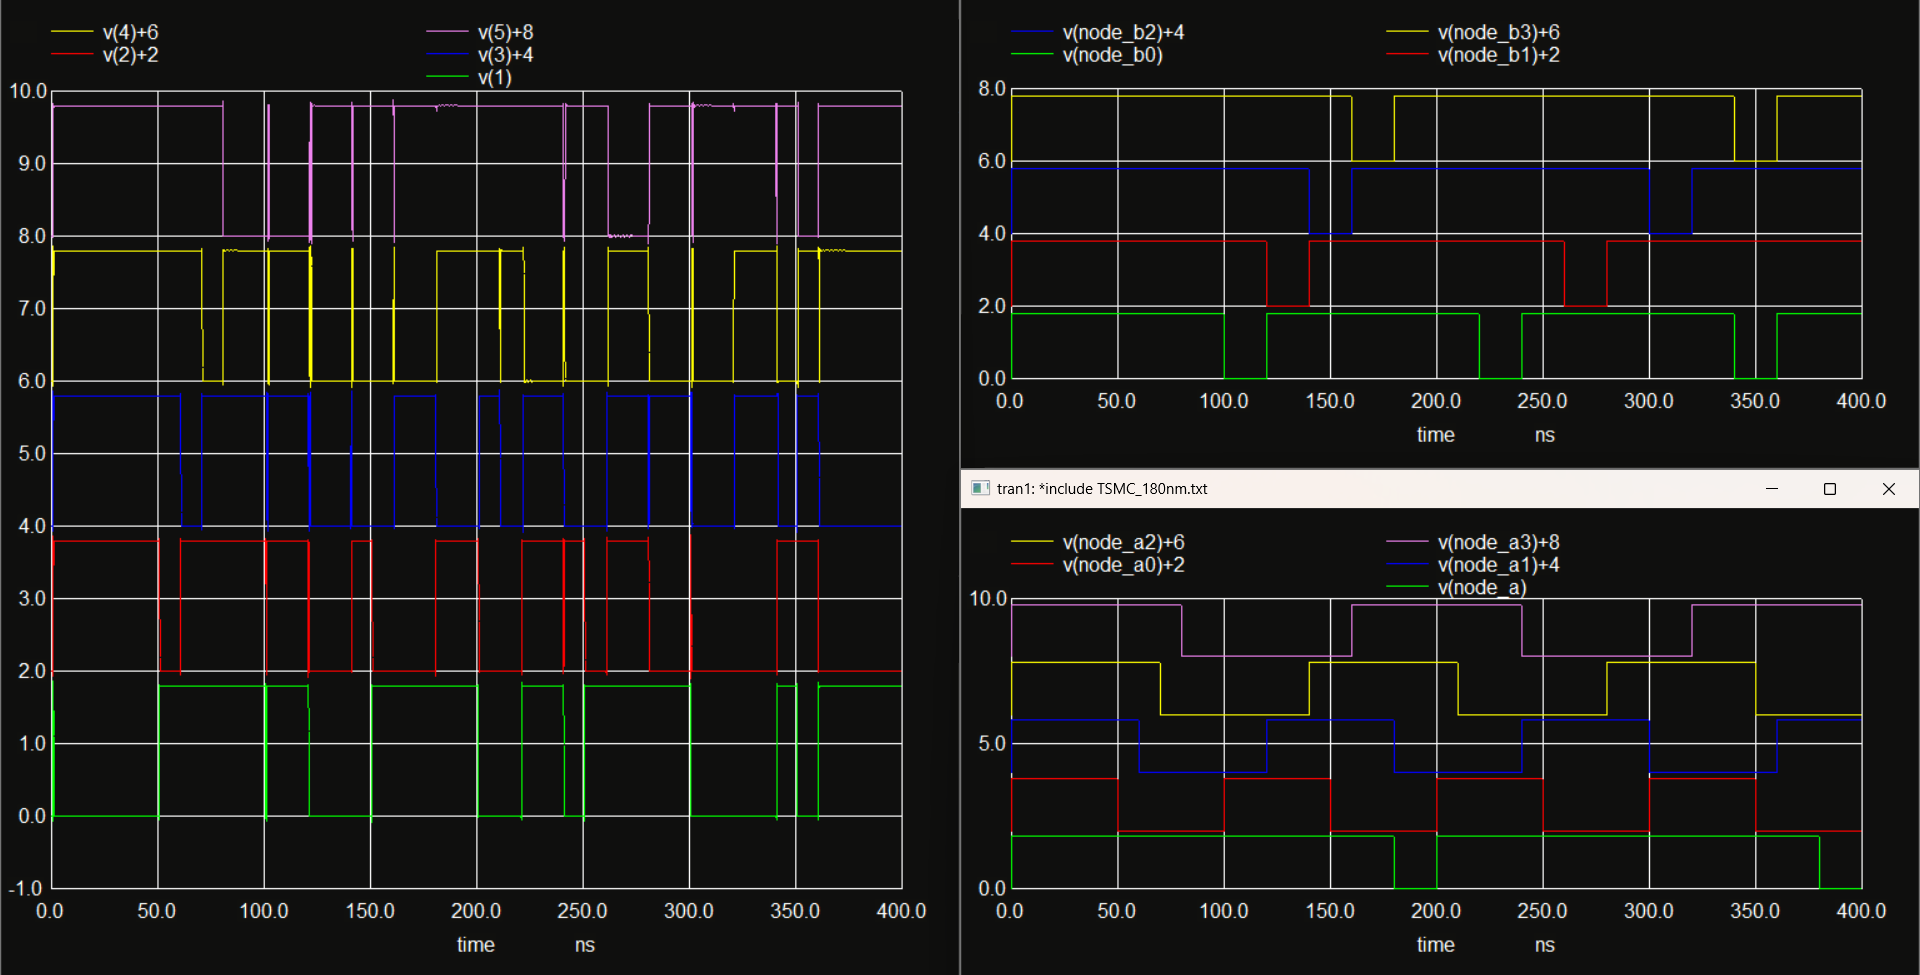 v(4)+6 v(5)+8
v(2)+2 v(3)+4
v(1)
10.0
9.0
8.0
7.0
6.0
5.0
4.0
3.0
2.0
1.0
0.0
-1.0
0.0 50.0 100.0 150.0 200.0 250.0 300.0 350.0 400.0
time ns
v(node_b2)+4 v(node_b3)+6
v(node_b0) v(node_b1)+2
8.0
6.0
4.0
2.0
0.0
0.0 50.0 100.0 150.0 200.0 250.0 300.0 350.0 400.0
time ns
tran1: *include TSMC_180nm.txt
v(node_a2)+6 v(node_a3)+8
v(node_a0)+2 v(node_a1)+4
v(node_a)
10.0
5.0
0.0
0.0 50.0 100.0 150.0 200.0 250.0 300.0 350.0 400.0
time ns